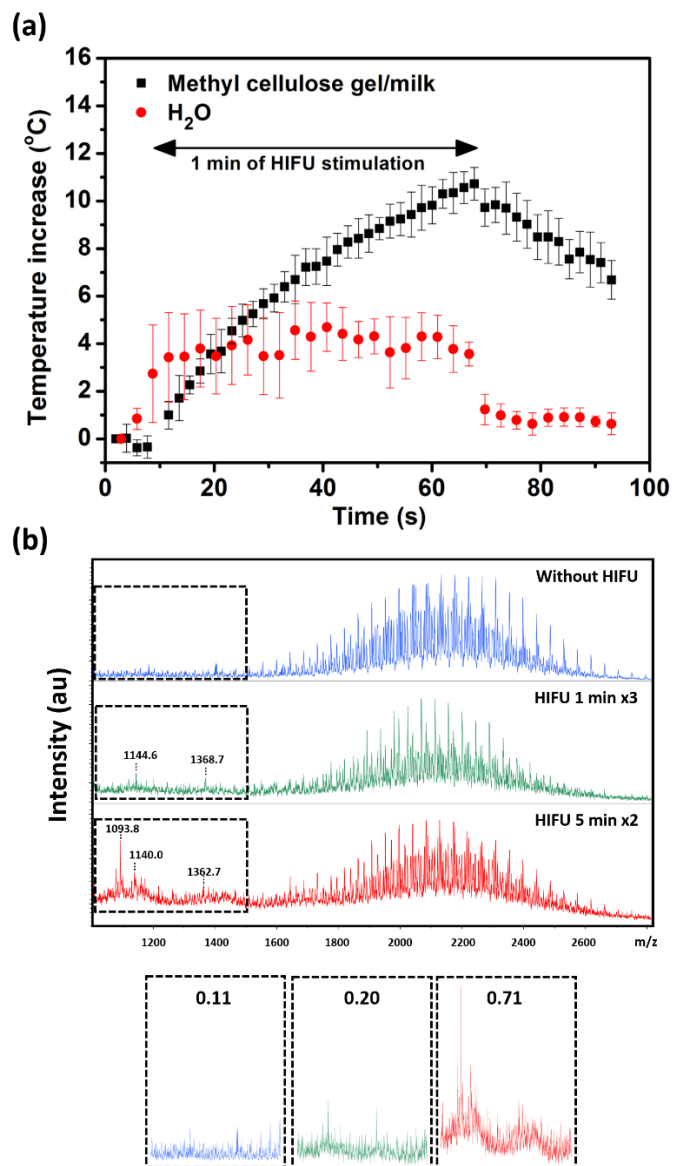 (a)
16
14
12
10
8
6
4
2
0
Temperature increase (°C)
Methyl cellulose gel/milk
H₂O
1 min of HIFU stimulation
0 20 40 60 80 100
Time (s)
(b)
Intensity (au)
Without HIFU
HIFU 1 min x3
1144.6 1368.7
HIFU 5 min x2
1093.8
1140.0
1362.7
1200 1400 1600 1800 2000 2200 2400 2600 m/z
0.11 0.20 0.71